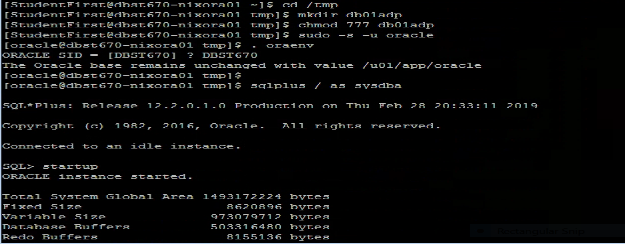 [StudentFirst@dbst670-nixora01 ~]$ cd /tmp
[StudentFirst@dbst670-nixora01 tmp]$ mkdir db01adp
[StudentFirst@dbst670-nixora01 tmp]$ chmod 777 db01adp
[StudentFirst@dbst670-nixora01 tmp]$ sudo -s -u oracle
[oracle@dbst670-nixora01 tmp]$ . oraenv
ORACLE_SID = [DBST670] ? DBST670
The Oracle base remains unchanged with value /u01/app/oracle
[oracle@dbst670-nixora01 tmp]$
[oracle@dbst670-nixora01 tmp]$ sqlplus / as sysdba
SQL*Plus: Release 12.2.0.1.0 Production on Thu Feb 28 20:33:11 2019
Copyright (c) 1982, 2016, Oracle.  All rights reserved.
Connected to an idle instance.
SQL> startup
ORACLE instance started.
Total System Global Area 1493172224 bytes
Fixed Size 8620896 bytes
Variable Size 973079712 bytes
Database Buffers 503316480 bytes
Redo Buffers 8155136 bytes